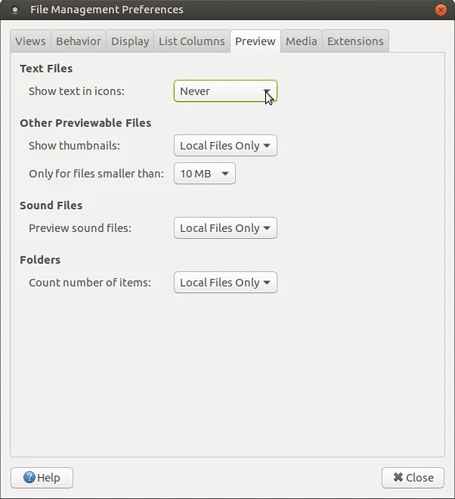 File Management Preferences
Views Behavior Display List Columns Preview Media Extensions
Text Files
Show text in icons: Never
Other Previewable Files
Show thumbnails: Local Files Only
Only for files smaller than: 10 MB
Sound Files
Preview sound files: Local Files Only
Folders
Count number of items: Local Files Only
Help Close